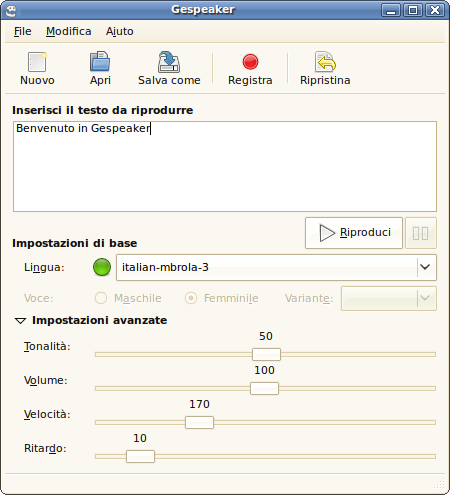 Gespeaker
File Modifica Aiuto
Nuovo Apri Salva come Registra Ripristina
Inserisci il testo da riprodurre
Benvenuto in Gespeaker
Riproduci
Impostazioni di base
Lingua: italian-mbrola-3
Voce: Maschile Femminile Variante:
Impostazioni avanzate
50
Tonalità:
100
Volume:
170
Velocità:
10
Ritardo: